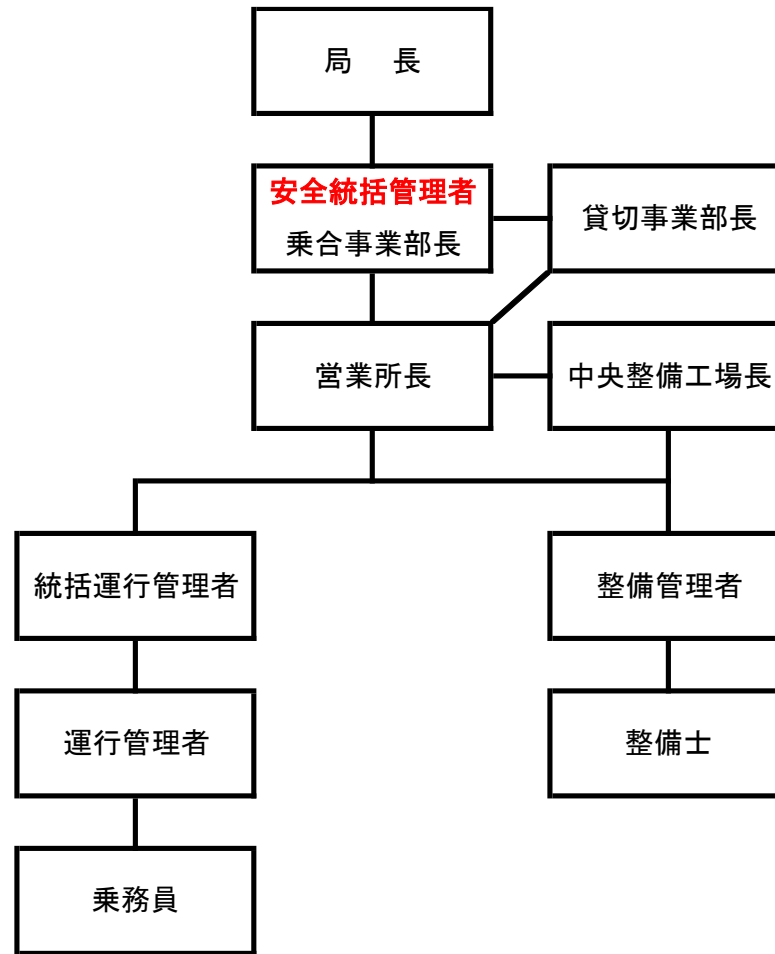 局　長
安全統括管理者
乗合事業部長
貸切事業部長
営業所長
中央整備工場長
統括運行管理者
整備管理者
運行管理者
整備士
乗務員